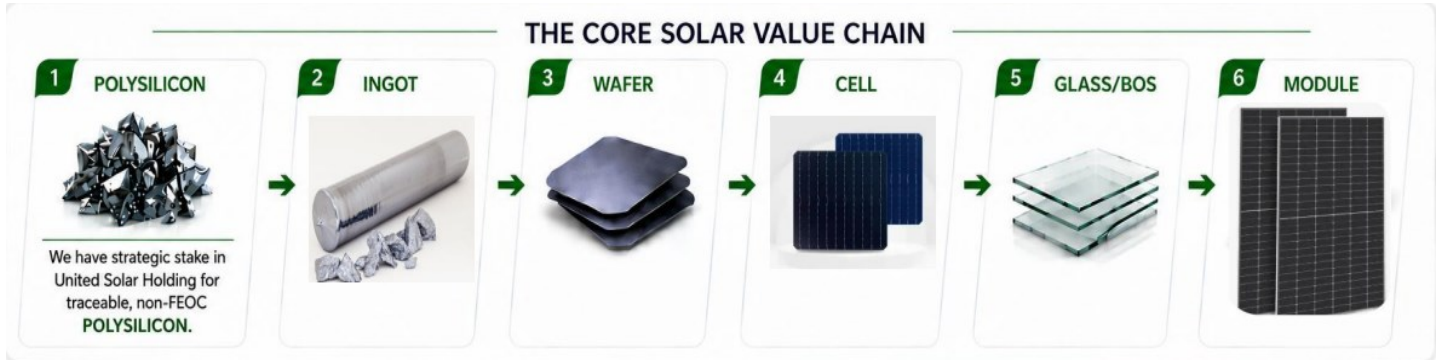 THE CORE SOLAR VALUE CHAIN
1 POLYSILICON
We have strategic stake in
United Solar Holding for
traceable, non-FEOC
POLYSILICON.
2 INGOT
3 WAFER
4 CELL
5 GLASS/BOS
6 MODULE